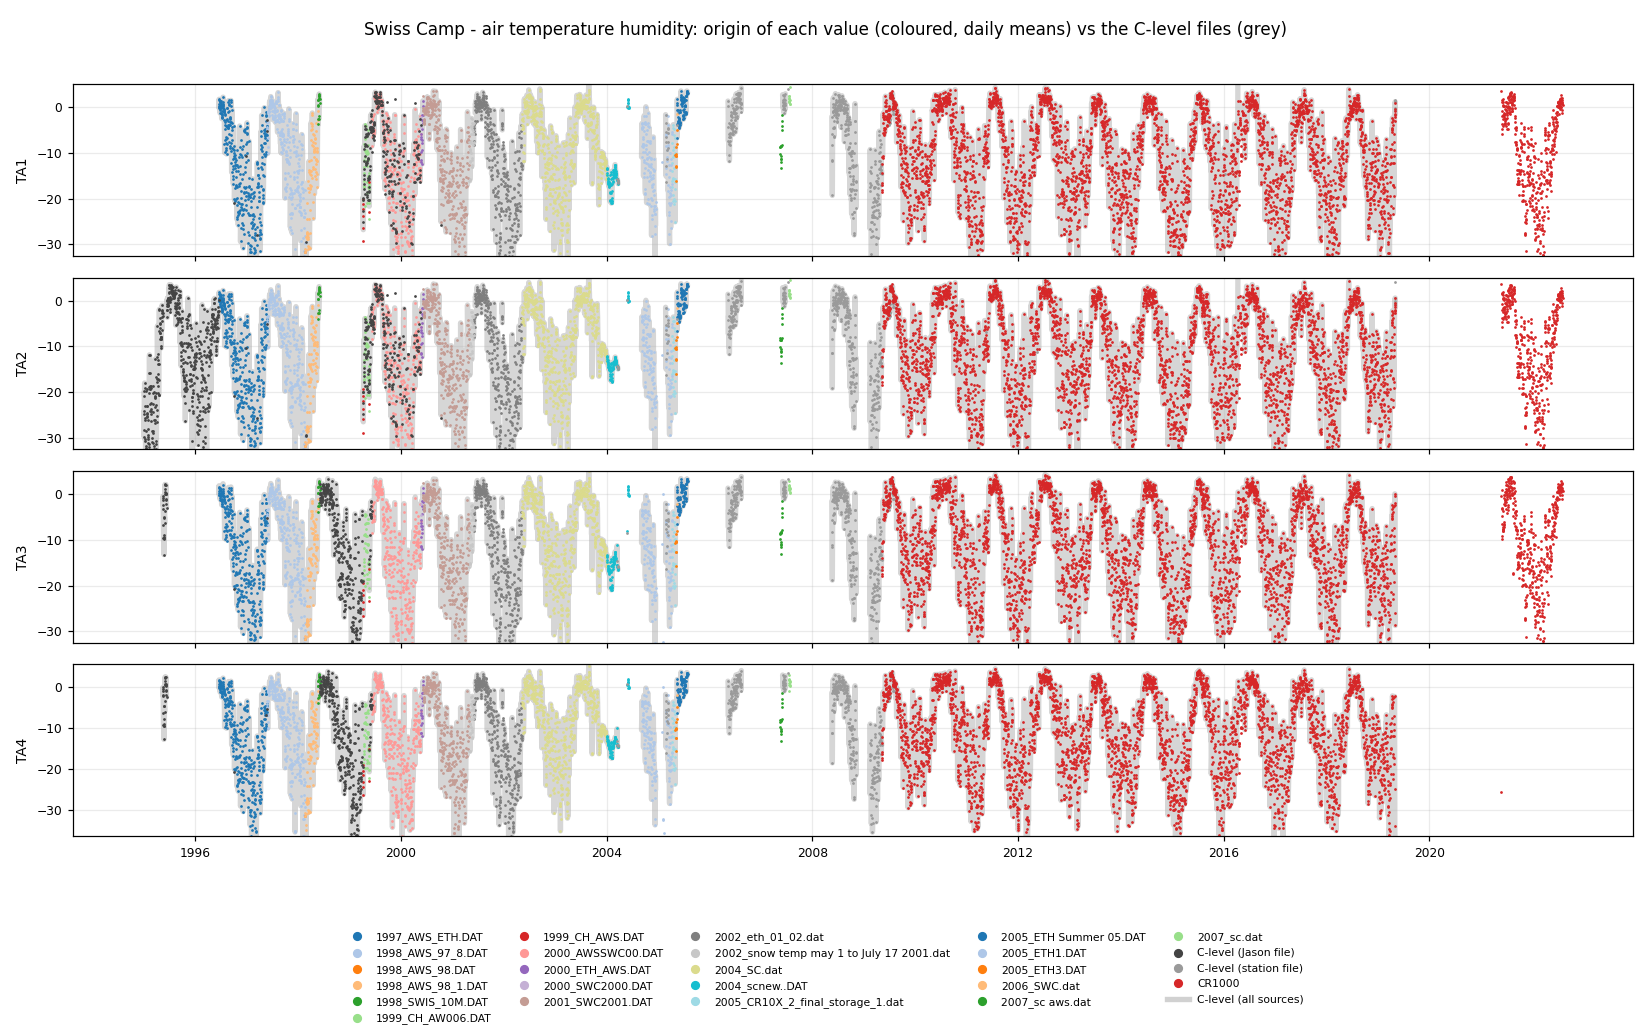 Swiss Camp - air temperature humidity: origin of each value (coloured, daily means) vs the C-level files (grey)
TA1
0
−10
−20
−30
TA2
0
−10
−20
−30
TA3
0
−10
−20
−30
TA4
0
−10
−20
−30
1996 2000 2004 2008 2012 2016 2020
1997_AWS_ETH.DAT
1998_AWS_97_8.DAT
1998_AWS_98.DAT
1998_AWS_98_1.DAT
1998_SWIS_10M.DAT
1999_CH_AW006.DAT
1999_CH_AWS.DAT
2000_AWSSWC00.DAT
2000_ETH_AWS.DAT
2000_SWC2000.DAT
2001_SWC2001.DAT
2002_eth_01_02.dat
2002_snow temp may 1 to July 17 2001.dat
2004_SC.dat
2004_scnew..DAT
2005_CR10X_2_final_storage_1.dat
2005_ETH Summer 05.DAT
2005_ETH1.DAT
2005_ETH3.DAT
2006_SWC.dat
2007_sc aws.dat
2007_sc.dat
C-level (Jason file)
C-level (station file)
CR1000
C-level (all sources)